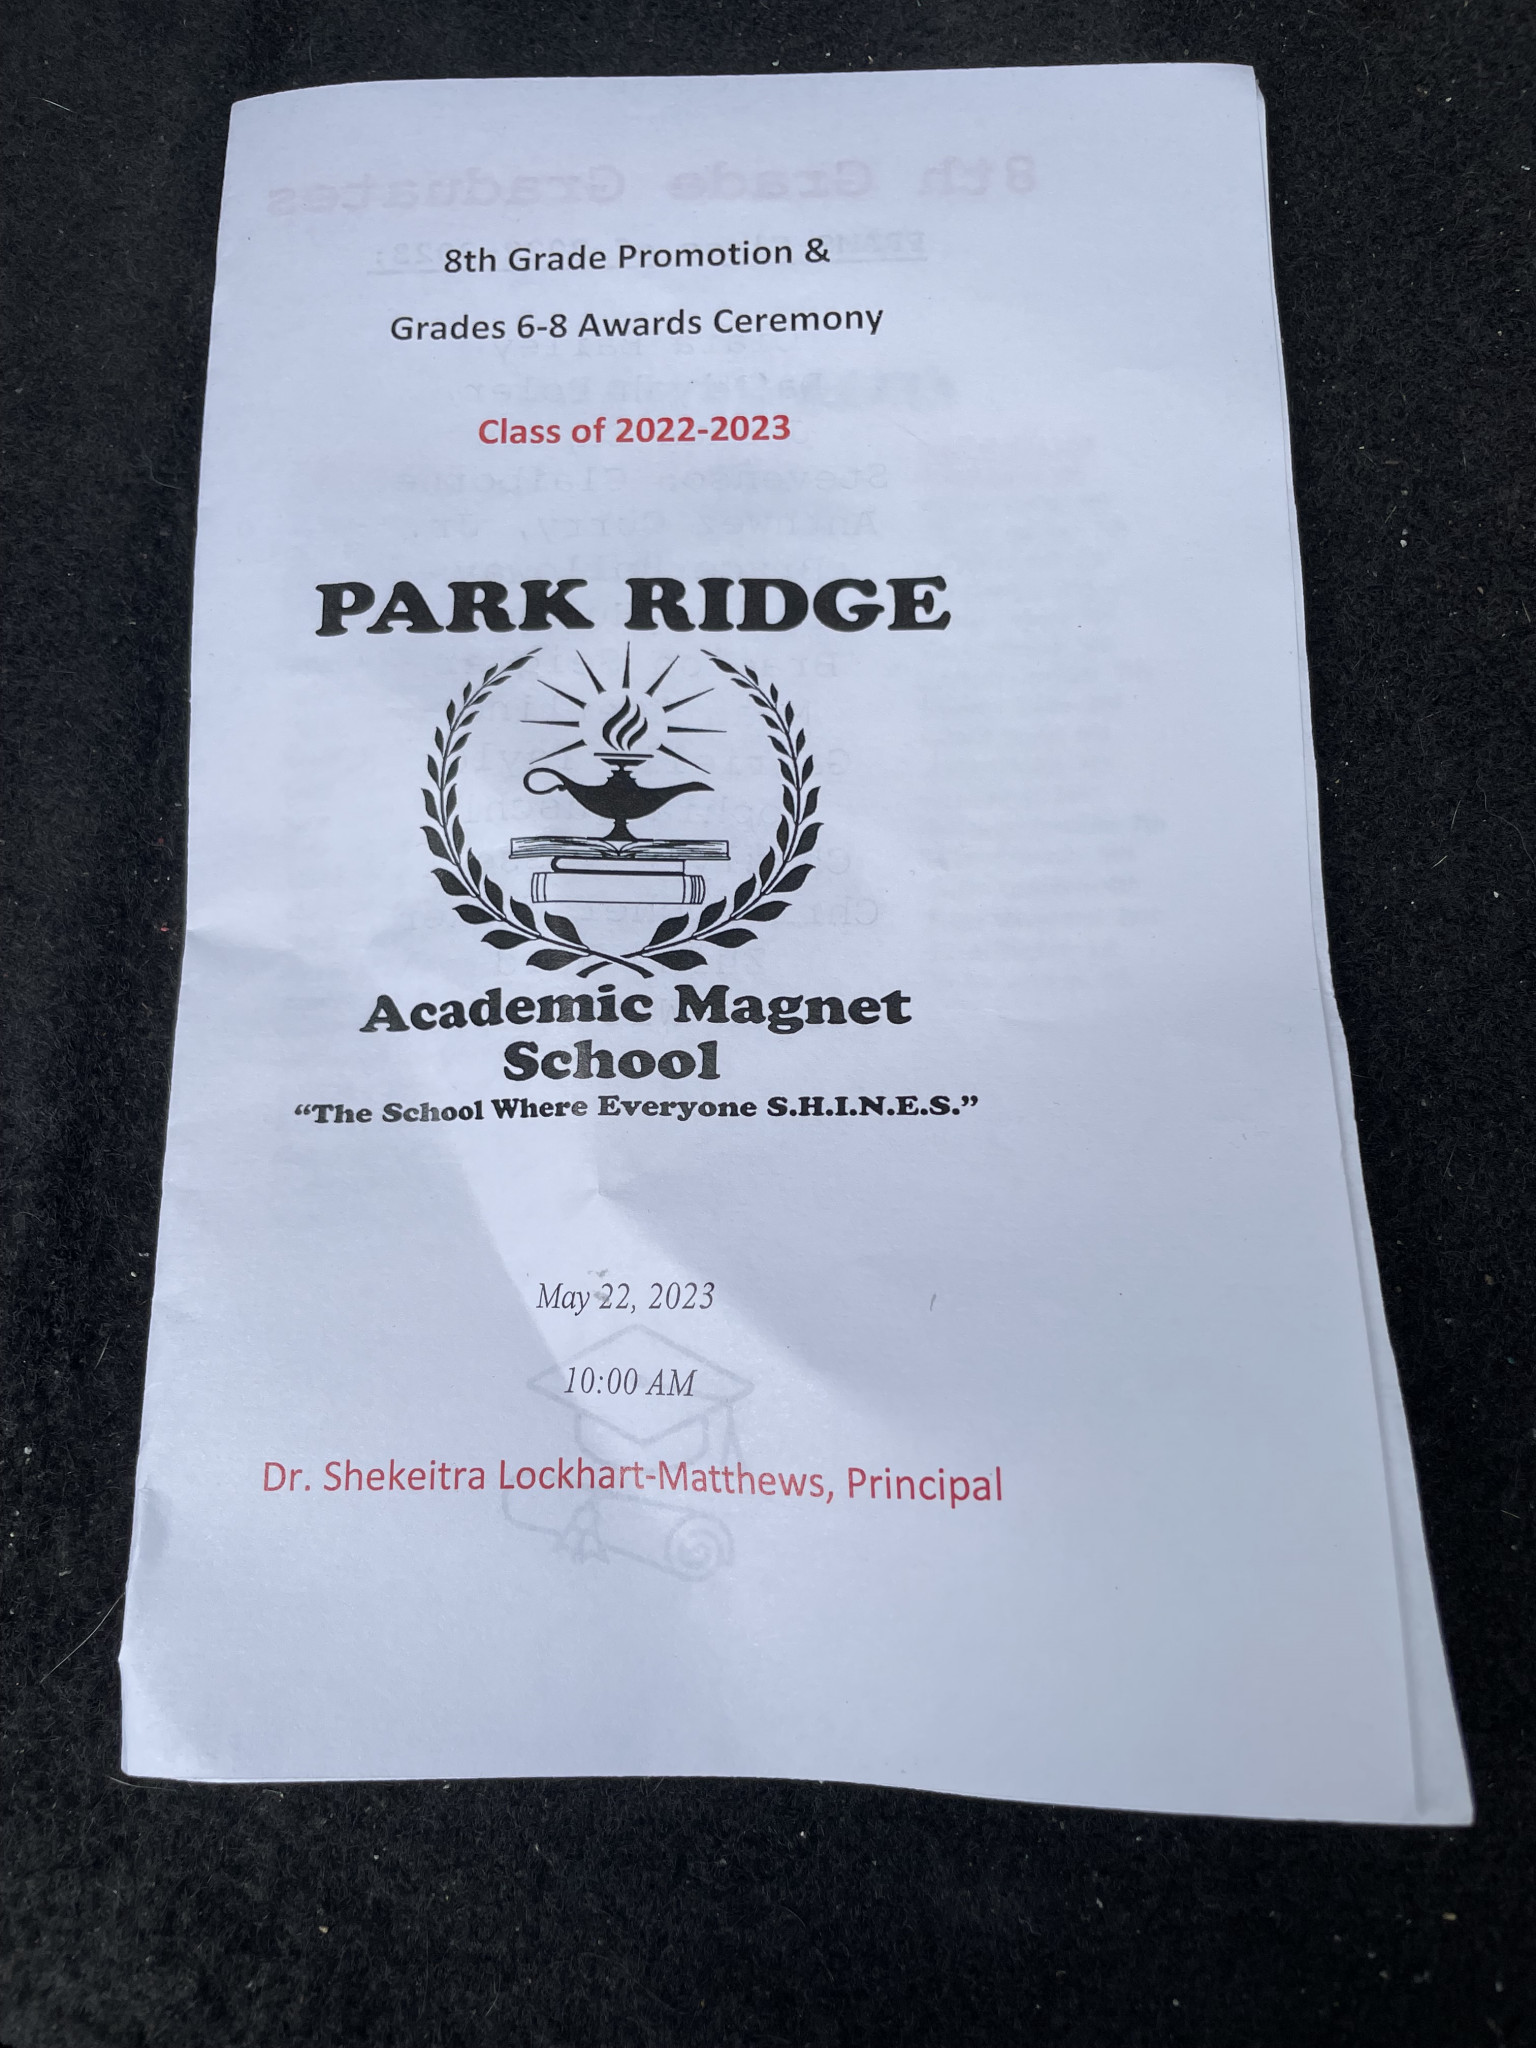 8th Grade Promotion &
Grades 6-8 Awards Ceremony
Class of 2022-2023
PARK RIDGE
Academic Magnet
School
“The School Where Everyone S.H.I.N.E.S.”
May 22, 2023
10:00 AM
Dr. Shekeitra Lockhart-Matthews, Principal